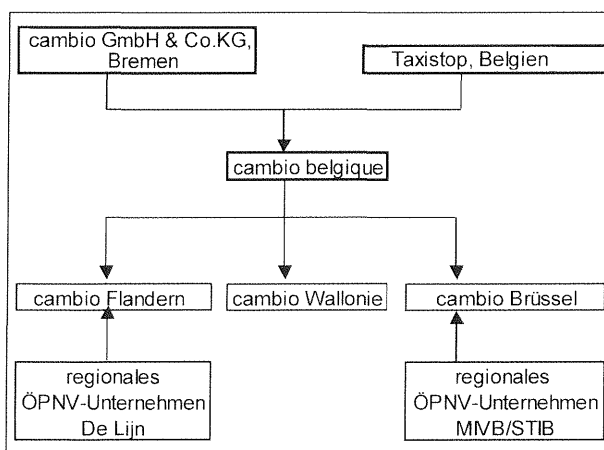 cambio GmbH & Co.KG,
Bremen
Taxistop, Belgien
cambio belgique
cambio Flandern
cambio Wallonie
cambio Brüssel
regionales
ÖPNV-Unternehmen
De Lijn
regionales
ÖPNV-Unternehmen
MIVB/STIB